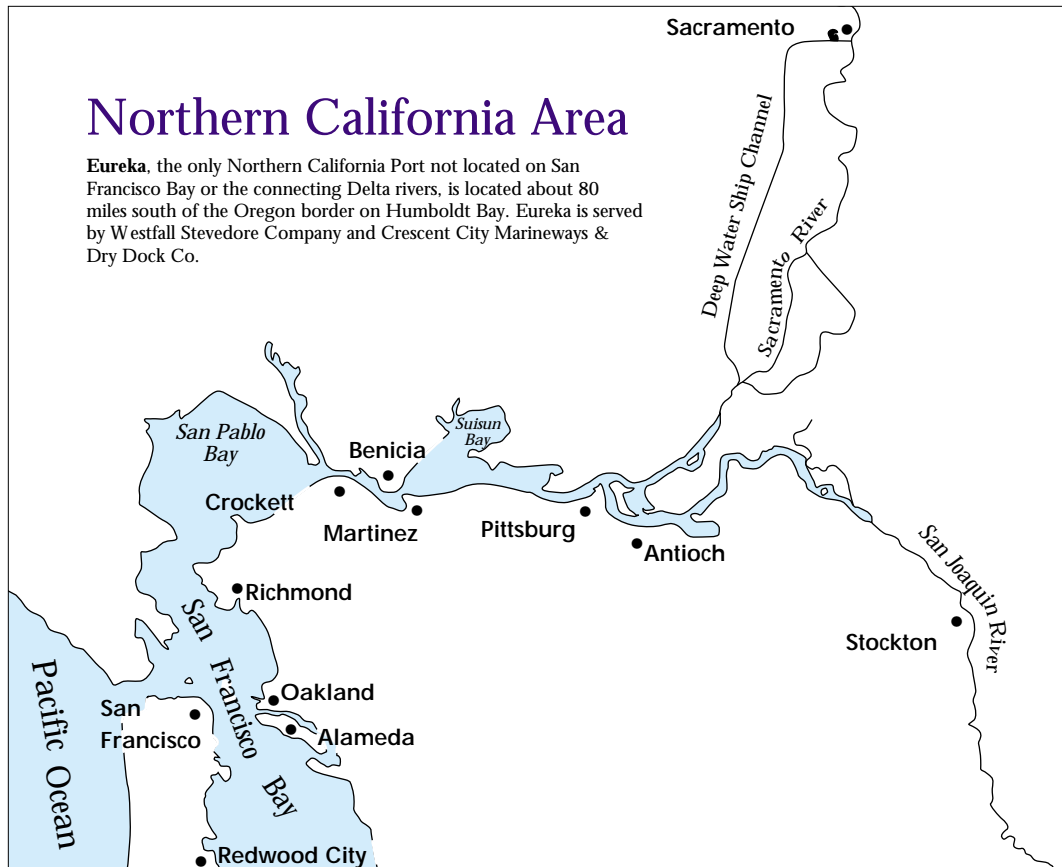 Sacramento
Northern California Area
Eureka, the only Northern California Port not located on San
Francisco Bay or the connecting Delta rivers, is located about 80
miles south of the Oregon border on Humboldt Bay. Eureka is served
by Westfall Stevedore Company and Crescent City Marineways &
Dry Dock Co.
Deep Water Ship Channel
Sacramento River
San Pablo
Bay
Suisun
Bay
Benicia
Crockett
Martinez
Pittsburg
Antioch
San Joaquin River
Richmond
Stockton
San Francisco Bay
Pacific Ocean
Oakland
San
Francisco
Alameda
Redwood City